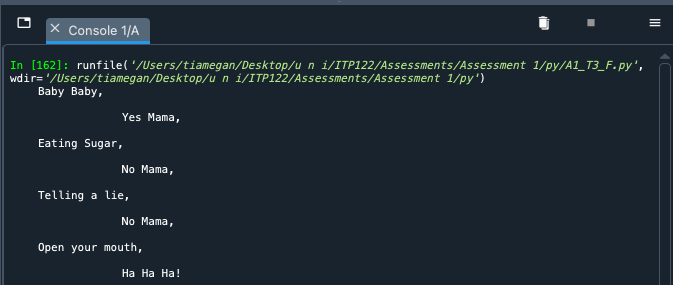 Console 1/A
In [162]: runfile('/Users/tiamegan/Desktop/u n i/ITP122/Assessments/Assessment 1/py/A1_T3_F.py',
wdir='/Users/tiamegan/Desktop/u n i/ITP122/Assessments/Assessment 1/py')
Baby Baby,
Yes Mama,
Eating Sugar,
No Mama,
Telling a lie,
No Mama,
Open your mouth,
Ha Ha Ha!